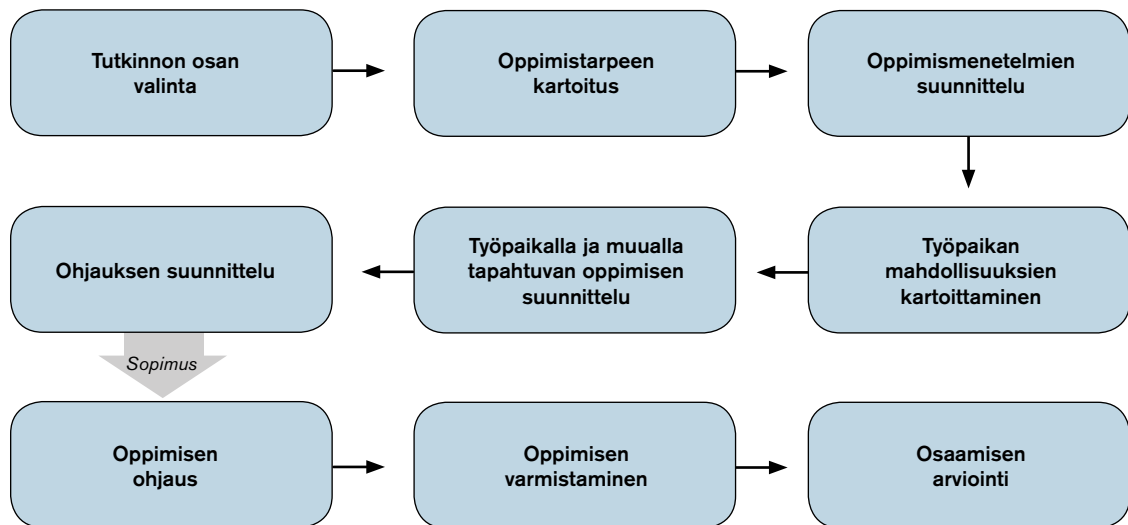 Tutkinnon osan
valinta
Oppimistarpeen
kartoitus
Oppimismenetelmien
suunnittelu
Työpaikan
mahdollisuuksien
kartoittaminen
Työpaikalla ja muualla
tapahtuvan oppimisen
suunnittelu
Ohjauksen suunnittelu
Sopimus
Oppimisen
ohjaus
Oppimisen
varmistaminen
Osaamisen
arviointi